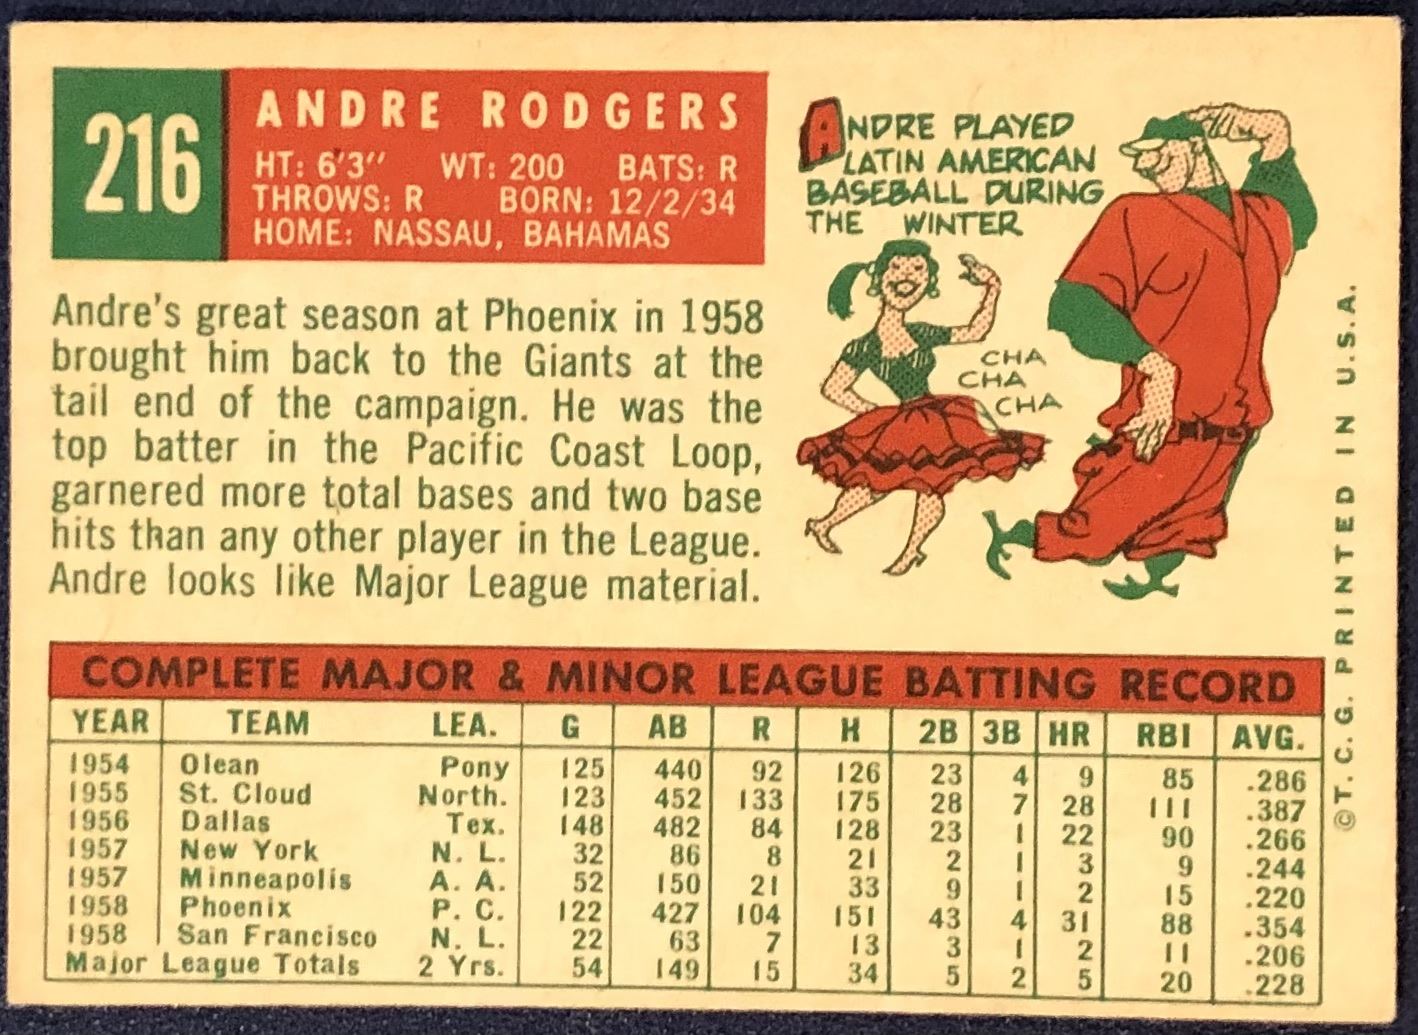 216
ANDRE RODGERS
HT: 6'3" WT: 200 BATS: R
THROWS: R BORN: 12/2/34
HOME: NASSAU, BAHAMAS
Andre's great season at Phoenix in 1958
brought him back to the Giants at the
tail end of the campaign. He was the
top batter in the Pacific Coast Loop,
garnered more total bases and two base
hits than any other player in the League.
Andre looks like Major League material.
ANDRE PLAYED
LATIN AMERICAN
BASEBALL DURING
THE WINTER
CHA
CHA
CHA
COMPLETE MAJOR & MINOR LEAGUE BATTING RECORD
YEAR TEAM LEA. G AB R H 2B 3B HR RBI AVG.
1954 Olean Pony 125 440 92 126 23 4 9 85 .286
1955 St. Cloud North. 123 452 133 175 28 7 28 111 .387
1956 Dallas Tex. 148 482 84 128 23 1 22 90 .266
1957 New York N. L. 32 86 8 21 2 1 3 9 .244
1957 Minneapolis A. A. 52 150 21 33 9 1 2 15 .220
1958 Phoenix P. C. 122 427 104 151 43 4 31 88 .354
1958 San Francisco N. L. 22 63 7 13 3 1 2 11 .206
Major League Totals 2 Yrs. 54 149 15 34 5 2 5 20 .228
©T.C.G. PRINTED IN U.S.A.